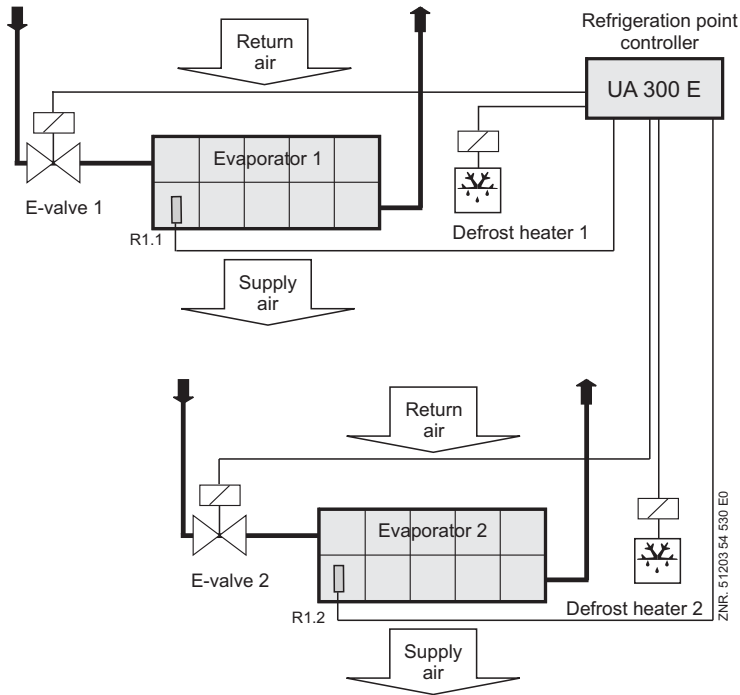 Refrigeration point
controller
UA 300 E
Return
air
Evaporator 1
E-valve 1
R1.1
Defrost heater 1
Supply
air
Return
air
Evaporator 2
E-valve 2
R1.2
Defrost heater 2
Supply
air
ZNR. 51203 54 530 E0